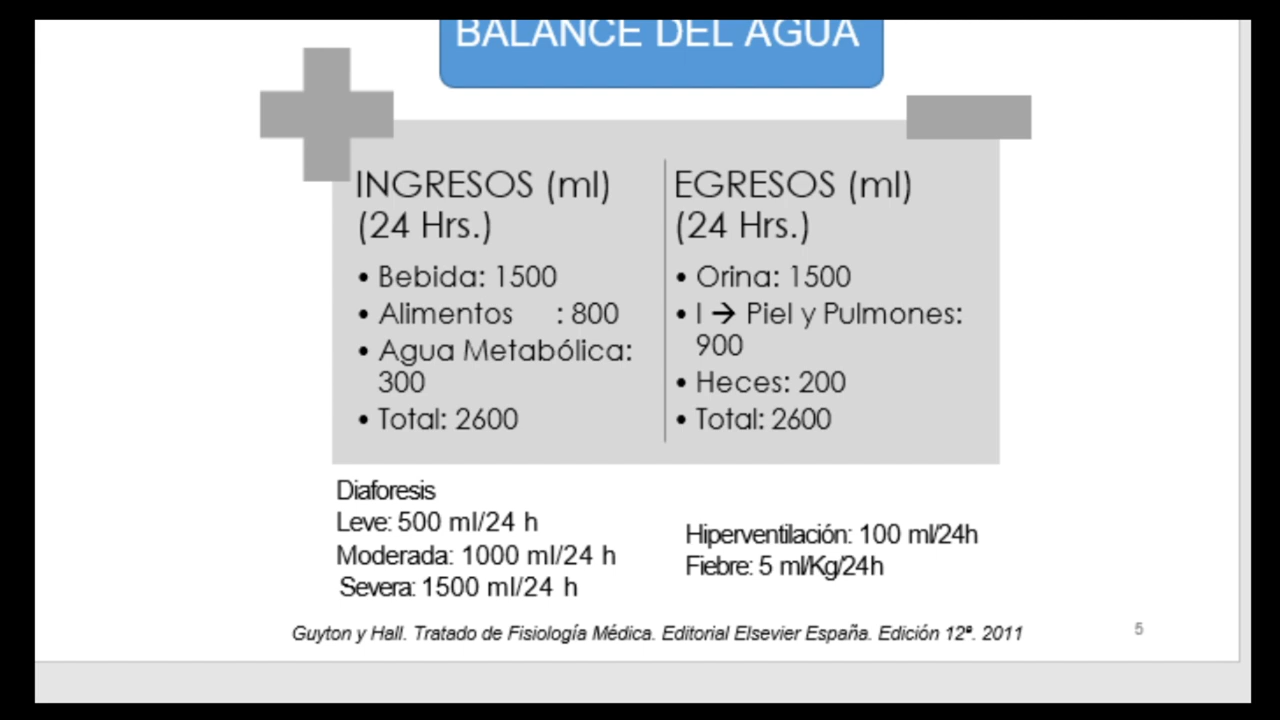 BALANCE DEL AGUA
INGRESOS (ml)
(24 Hrs.)
• Bebida: 1500
• Alimentos : 800
• Agua Metabólica:
300
• Total: 2600
EGRESOS (ml)
(24 Hrs.)
• Orina: 1500
• I → Piel y Pulmones:
900
• Heces: 200
• Total: 2600
Diaforesis
Leve: 500 ml/24 h
Moderada: 1000 ml/24 h
Severa: 1500 ml/24 h
Hiperventilación: 100 ml/24h
Fiebre: 5 ml/Kg/24h
Guyton y Hall. Tratado de Fisiología Médica. Editorial Elsevier España. Edición 12ª. 2011
5